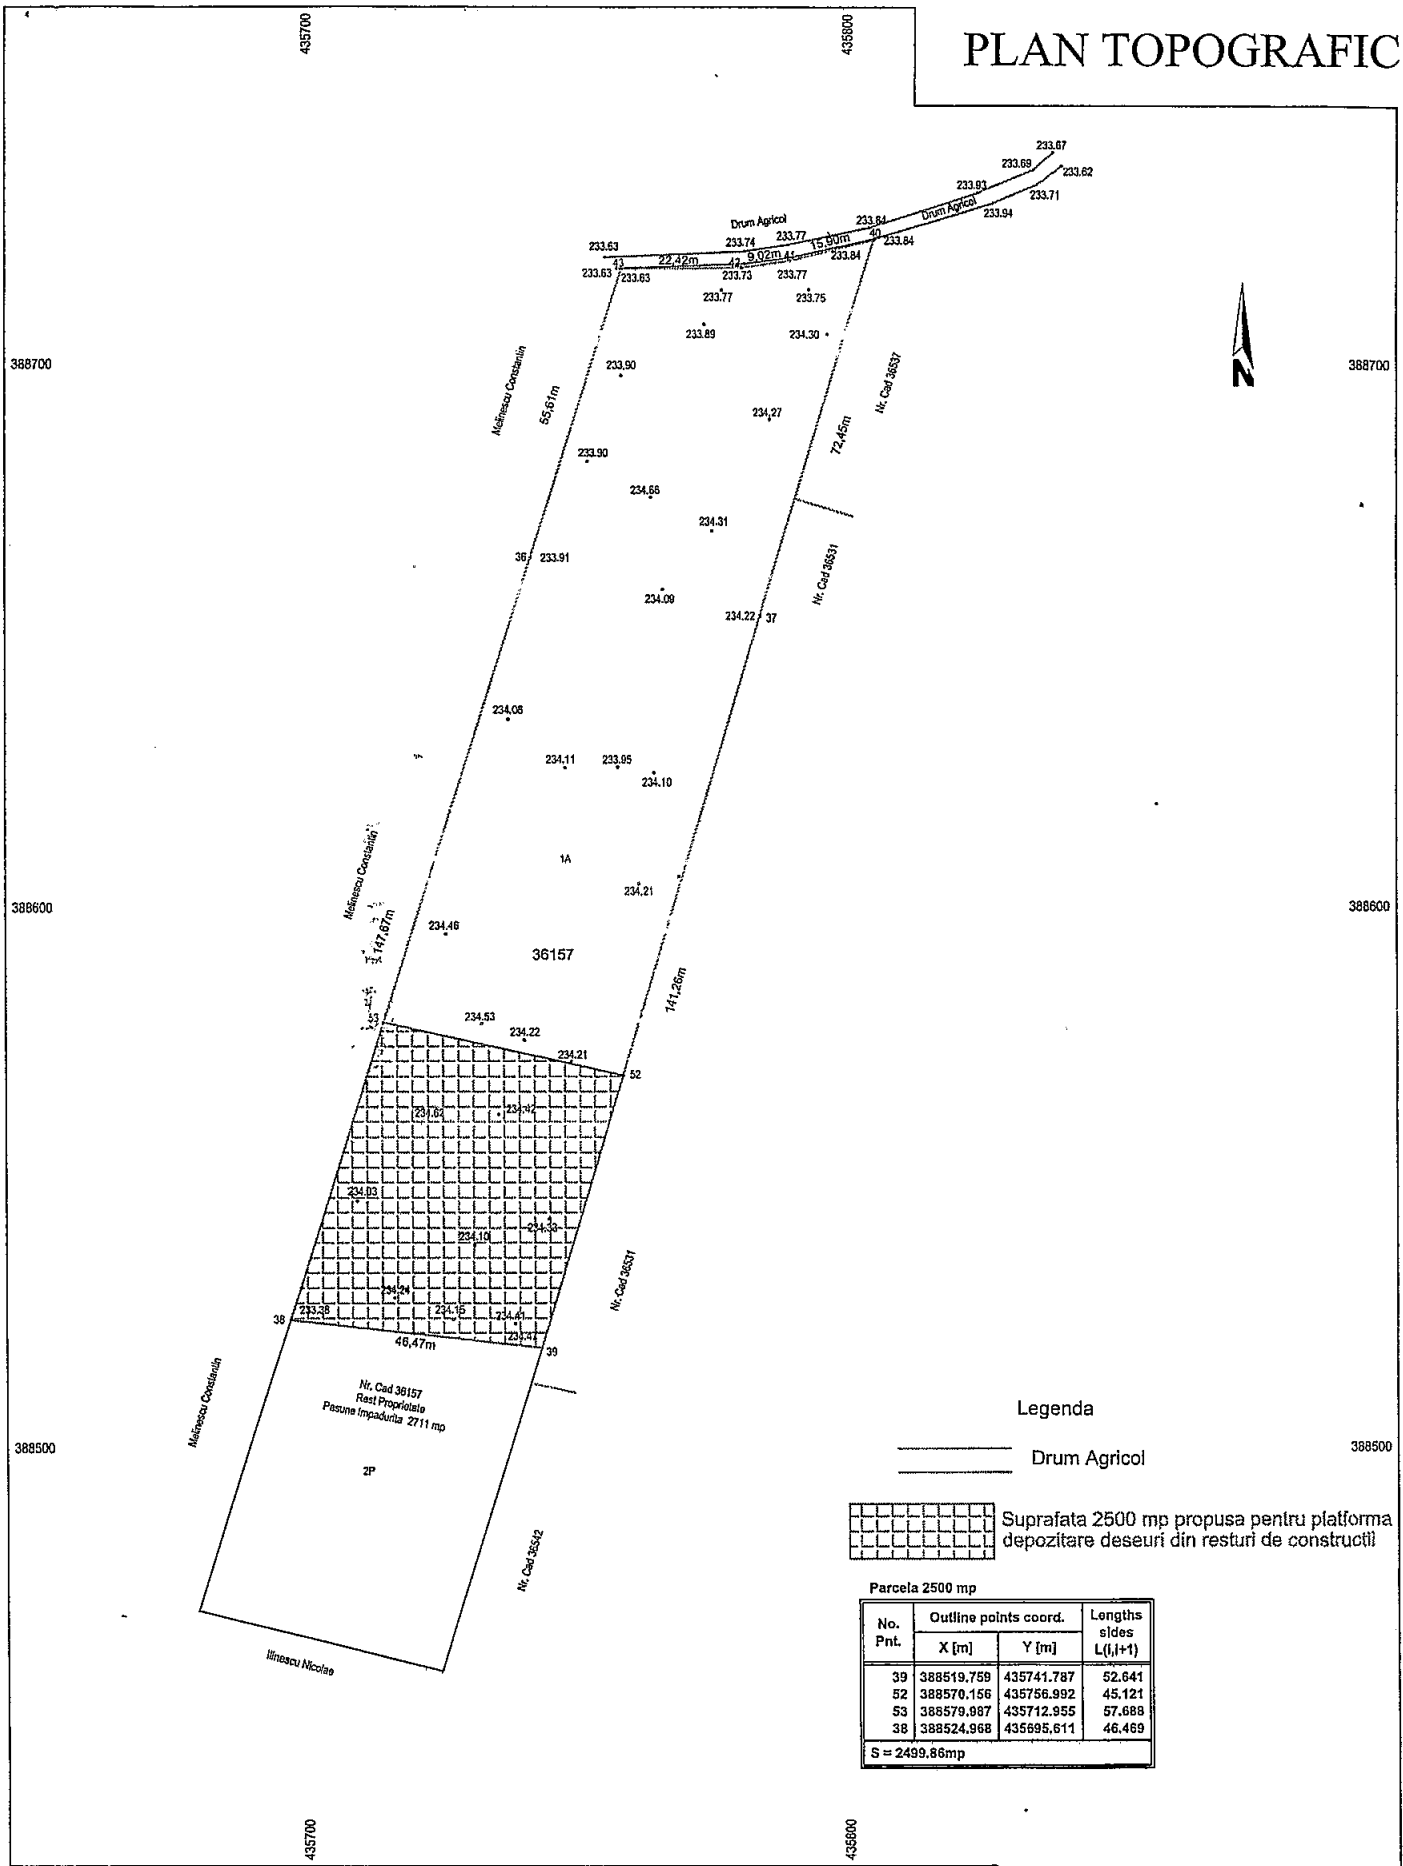 435700
435800
PLAN TOPOGRAFIC
233.67
233.69
233.62
233.93
233.71
Drum Agricol
233.94
Drum Agricol
233.84
40
233.84
233.77
15,90m
233.84
233.74
9.02m
41
233.63
22,42m
42
43
233.63
233.63
233.73
233.77
233.77
233.75
233.89
234.30
388700
388700
233.90
Melinescu Constantin
55,61m
Nr. Cad 36537
234.27
72,45m
233.90
234.66
234.31
36
233.91
Nr. Cad 36531
234.09
234.22
37
234.06
234.11
233.95
234.10
Melinescu Constantin
1A
234.21
388600
388600
147,67m
234.46
36157
141,26m
53
234.53
234.22
234.21
52
234.62
234.42
234.03
234.33
234.10
Nr. Cad 36531
234.24
38
233.38
234.15
234.41
234.47
46,47m
39
Melinescu Constantin
Nr. Cad 36157
Rest Proprietate
Pasune Impadurita 2711 mp
388500
388500
2P
Nr. Cad 36542
Ilinescu Nicolae
Legenda
Drum Agricol
Suprafata 2500 mp propusa pentru platforma
depozitare deseuri din resturi de constructii
Parcela 2500 mp
No. Pnt. Outline points coord. Lengths sides L(i,i+1)
X [m] Y [m]
39 388519.759 435741.787 52.641
52 388570.156 435756.992 45.121
53 388579.987 435712.955 57.688
38 388524.968 435695.611 46.469
S = 2499.86mp
435700
435800
N